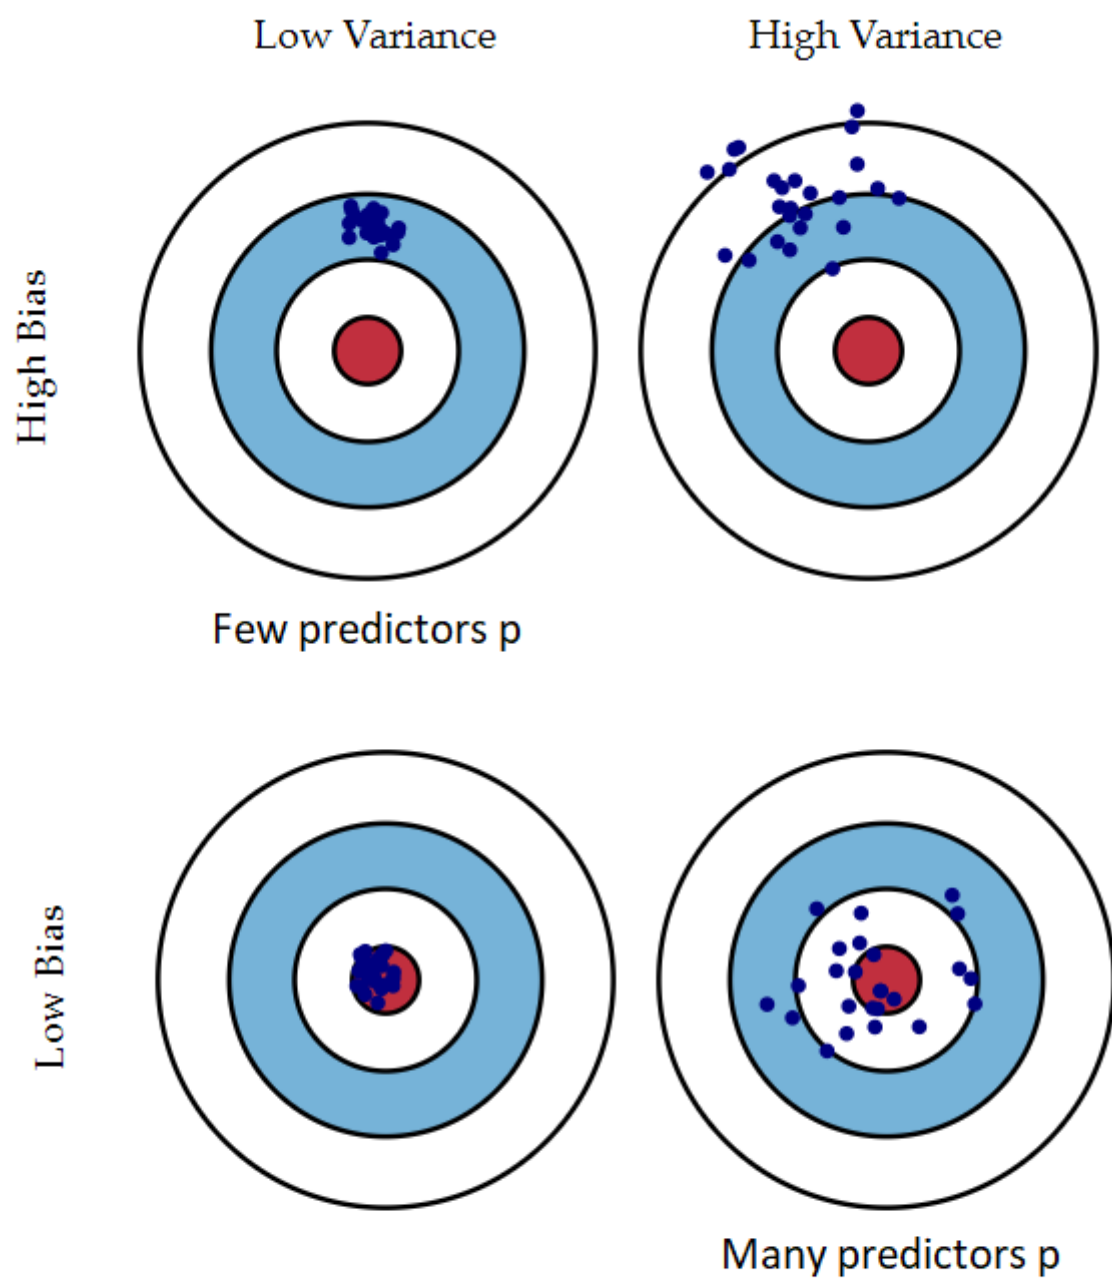 Low Variance
High Variance
High Bias
Few predictors p
Low Bias
Many predictors p